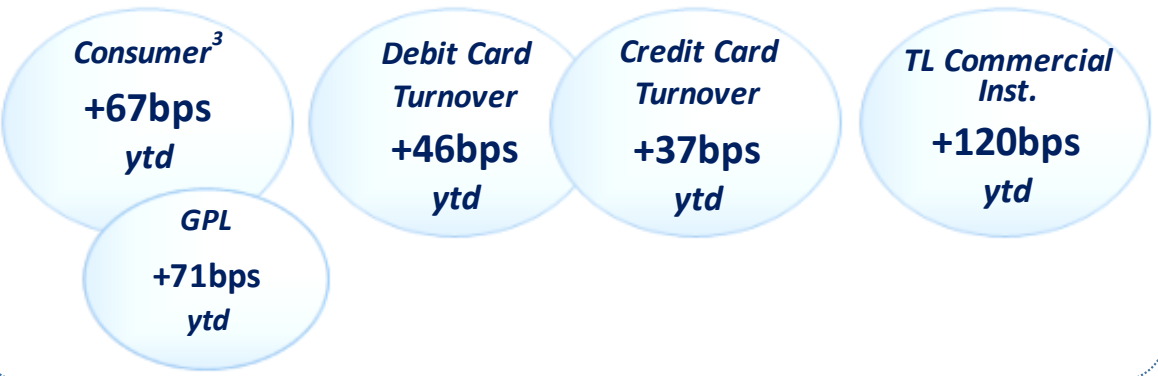 Consumer3
+67bps
ytd
GPL
+71bps
ytd
Debit Card
Turnover
+46bps
ytd
Credit Card
Turnover
+37bps
ytd
TL Commercial
Inst.
+120bps
ytd